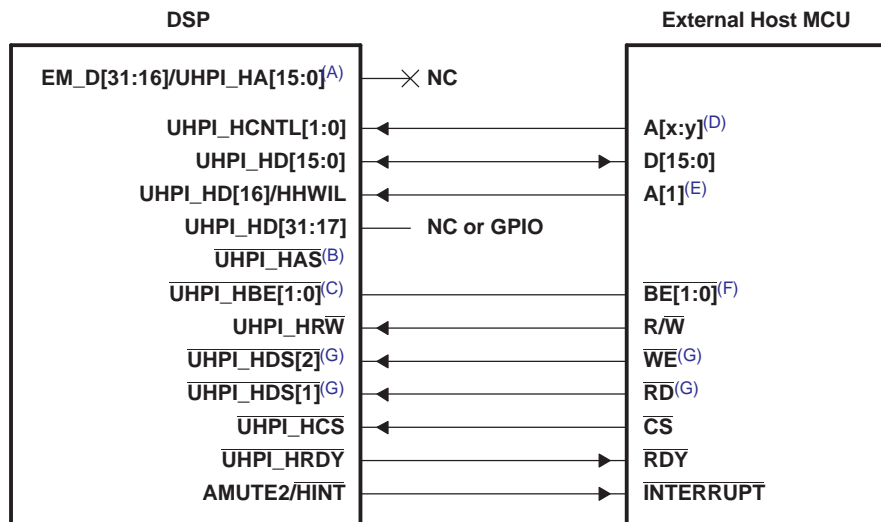 DSP External Host MCU
EM_D[31:16]/UHPI_HA[15:0](A) NC
UHPI_HCNTL[1:0] A[x:y](D)
UHPI_HD[15:0] D[15:0]
UHPI_HD[16]/HHWIL A[1](E)
UHPI_HD[31:17] NC or GPIO
UHPI_HAS(B)
UHPI_HBE[1:0](C) BE[1:0](F)
UHPI_HRW R/W
UHPI_HDS[2](G) WE(G)
UHPI_HDS[1](G) RD(G)
UHPI_HCS CS
UHPI_HRDY RDY
AMUTE2/HINT INTERRUPT